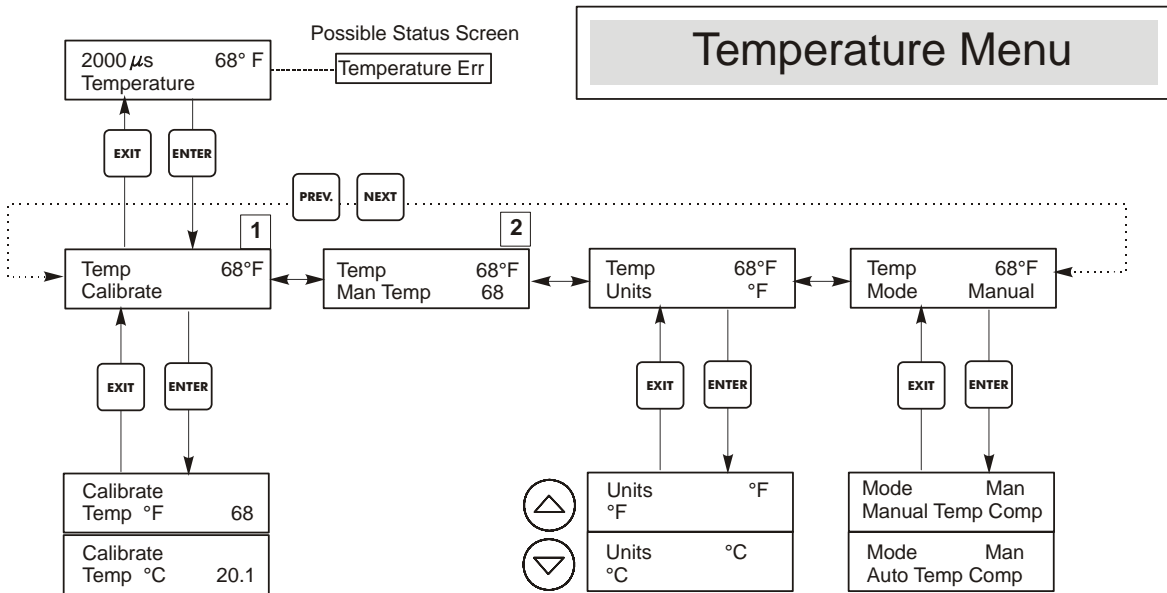 Temperature Menu
Possible Status Screen
2000 µs 68° F
Temperature
Temperature Err
EXIT
ENTER
PREV.
NEXT
1
2
Temp 68°F
Calibrate
Temp 68°F
Man Temp 68
Temp 68°F
Units °F
Temp 68°F
Mode Manual
EXIT
ENTER
EXIT
ENTER
EXIT
ENTER
Calibrate
Temp °F 68
Calibrate
Temp °C 20.1
Units °F
°F
Units °C
°C
Mode Man
Manual Temp Comp
Mode Man
Auto Temp Comp